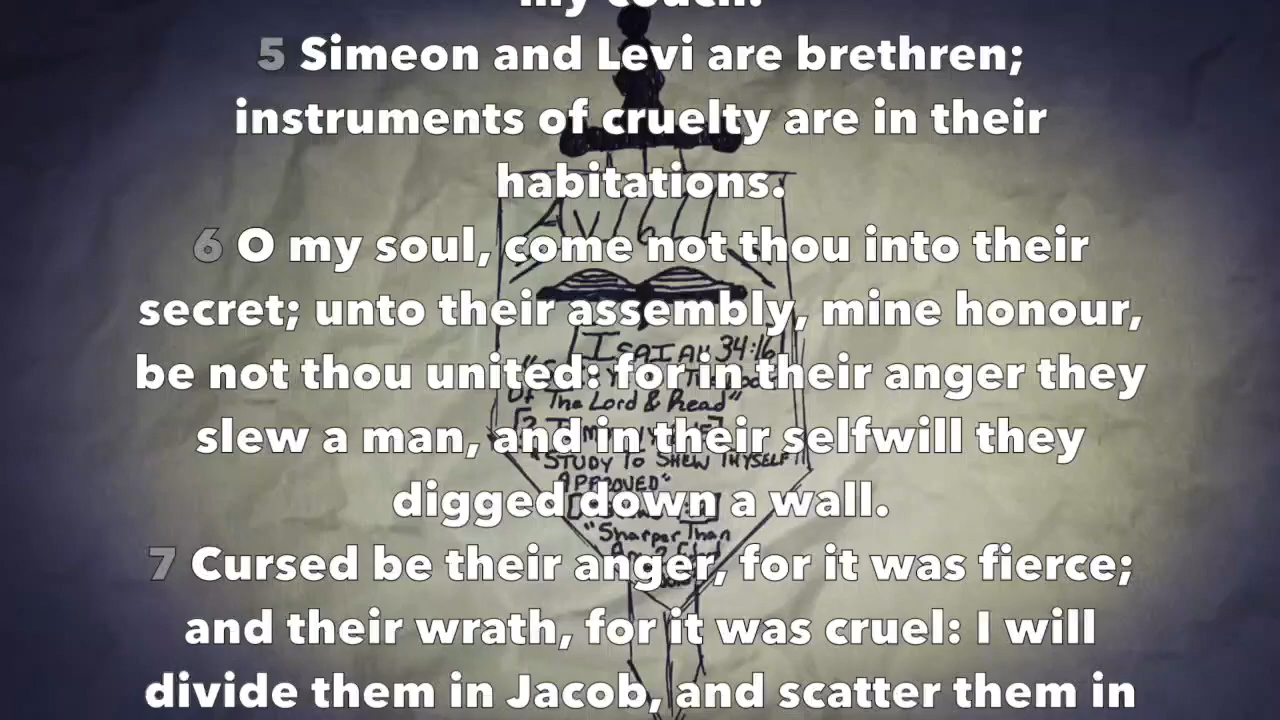 my couch.
5 Simeon and Levi are brethren;
instruments of cruelty are in their
habitations.
6 O my soul, come not thou into their
secret; unto their assembly, mine honour,
be not thou united: for in their anger they
slew a man, and in their selfwill they
digged down a wall.
7 Cursed be their anger, for it was fierce;
and their wrath, for it was cruel: I will
divide them in Jacob, and scatter them in
AV1611
ISAIAH 34:16
Of The Lord & Read"
"STUDY To SHEW THYSELF
APPROVED"
"Sharper Than